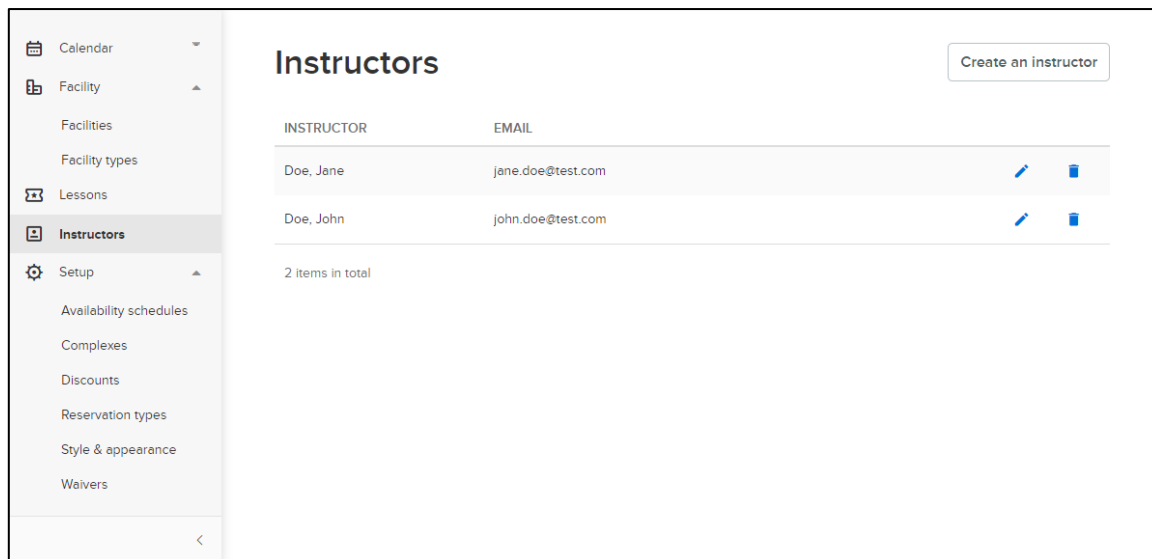 Calendar
Facility
Facilities
Facility types
Lessons
Instructors
Setup
Availability schedules
Complexes
Discounts
Reservation types
Style & appearance
Waivers
Instructors
Create an instructor
INSTRUCTOR EMAIL
Doe, Jane jane.doe@test.com
Doe, John john.doe@test.com
2 items in total